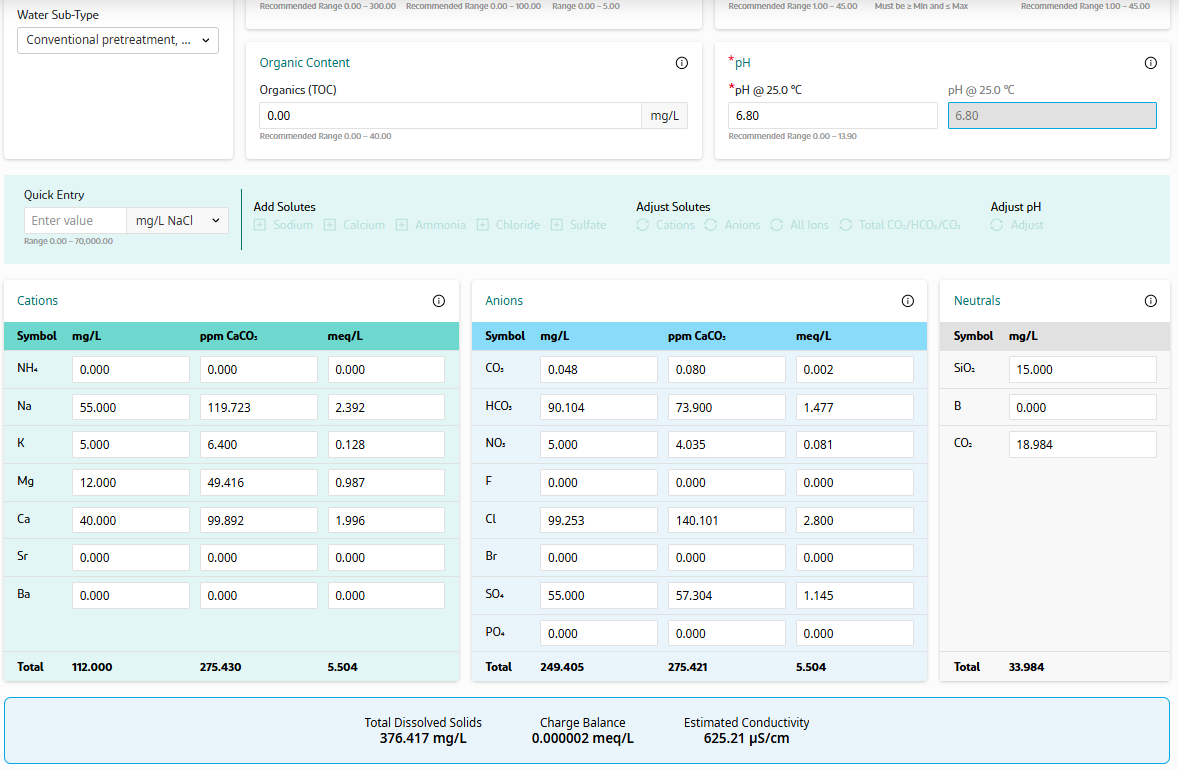 Water Sub-Type
Conventional pretreatment, ...
Recommended Range 0.00 – 300.00 Recommended Range 0.00 – 100.00 Range 0.00 – 5.00
Recommended Range 1.00 – 45.00 Must be ≥ Min and ≤ Max Recommended Range 1.00 – 45.00
Organic Content
Organics (TOC)
0.00 mg/L
Recommended Range 0.00 – 40.00
*pH
*pH @ 25.0 ℃ pH @ 25.0 ℃
6.80 6.80
Recommended Range 0.00 – 13.90
Quick Entry
Enter value mg/L NaCl
Range 0.00 – 70,000.00
Add Solutes
Sodium Calcium Ammonia Chloride Sulfate
Adjust Solutes
Cations Anions All Ions Total CO₂/HCO₃/CO₃
Adjust pH
Adjust
Cations
Symbol mg/L ppm CaCO₃ meq/L
NH₄ 0.000 0.000 0.000
Na 55.000 119.723 2.392
K 5.000 6.400 0.128
Mg 12.000 49.416 0.987
Ca 40.000 99.892 1.996
Sr 0.000 0.000 0.000
Ba 0.000 0.000 0.000
Total 112.000 275.430 5.504
Anions
Symbol mg/L ppm CaCO₃ meq/L
CO₃ 0.048 0.080 0.002
HCO₃ 90.104 73.900 1.477
NO₃ 5.000 4.035 0.081
F 0.000 0.000 0.000
Cl 99.253 140.101 2.800
Br 0.000 0.000 0.000
SO₄ 55.000 57.304 1.145
PO₄ 0.000 0.000 0.000
Total 249.405 275.421 5.504
Neutrals
Symbol mg/L
SiO₂ 15.000
B 0.000
CO₂ 18.984
Total 33.984
Total Dissolved Solids Charge Balance Estimated Conductivity
376.417 mg/L 0.000002 meq/L 625.21 µS/cm